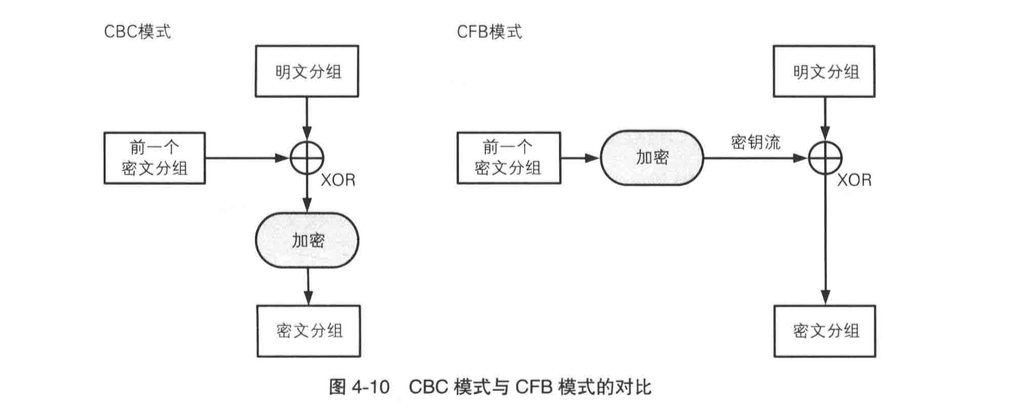 CBC模式
明文分组
前一个
密文分组
XOR
加密
密文分组
CFB模式
明文分组
前一个
密文分组
加密
密钥流
XOR
密文分组
图 4-10 CBC 模式与 CFB 模式的对比